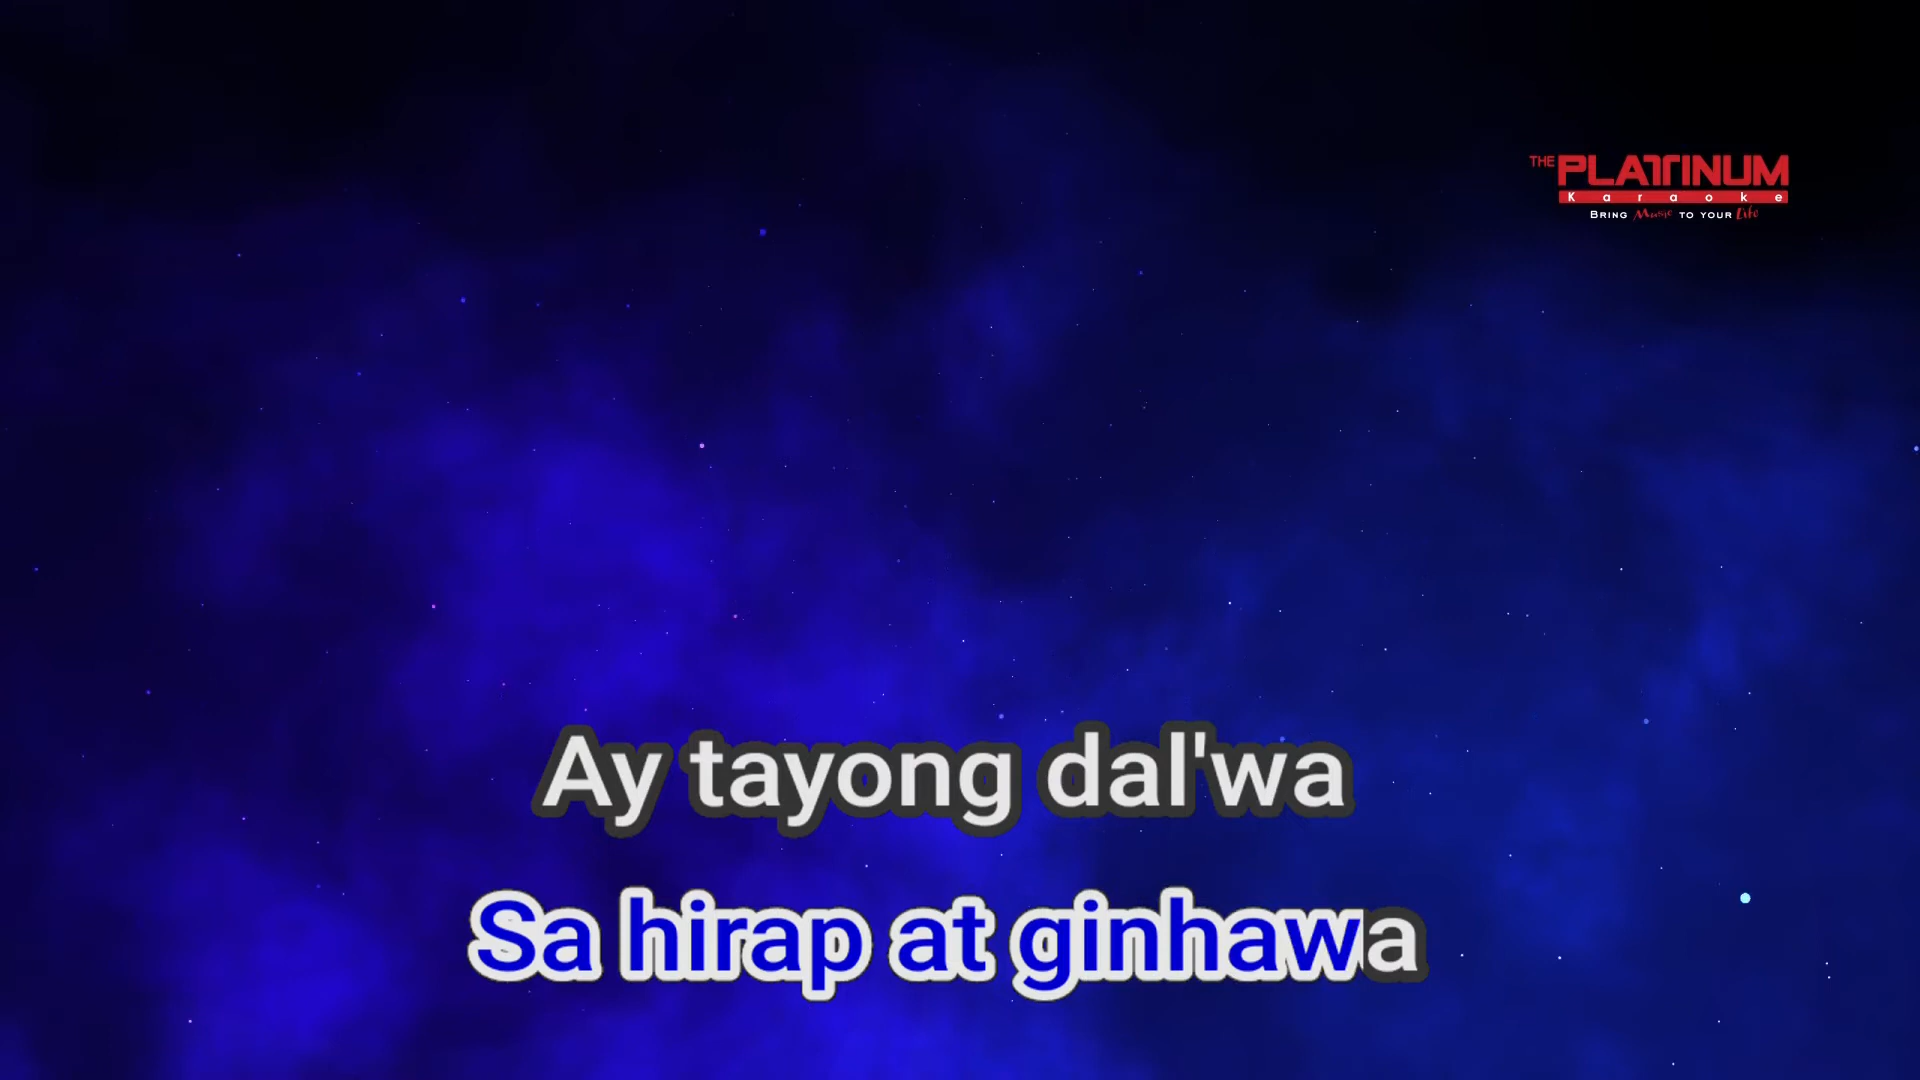 THE PLATINUM
Karaoke
BRING Music TO YOUR Life
Ay tayong dal'wa
Sa hirap at ginhawa